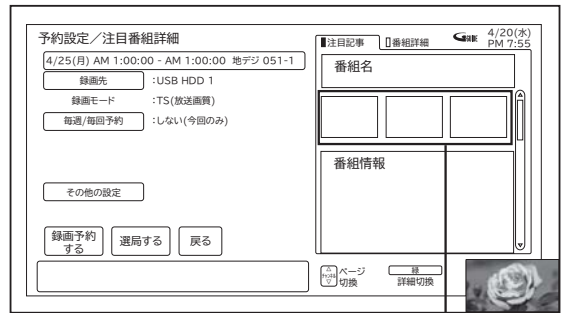 予約設定／注目番組詳細
注目記事
番組詳細
4/20(水)
PM 7:55
4/25(月) AM 1:00:00 - AM 1:00:00 地デジ 051-1
録画先 :USB HDD 1
録画モード :TS(放送画質)
毎週/毎回予約 :しない(今回のみ)
その他の設定
録画予約
する
選局する
戻る
番組名
番組情報
チャンネル
ページ
切換
緑
詳細切換